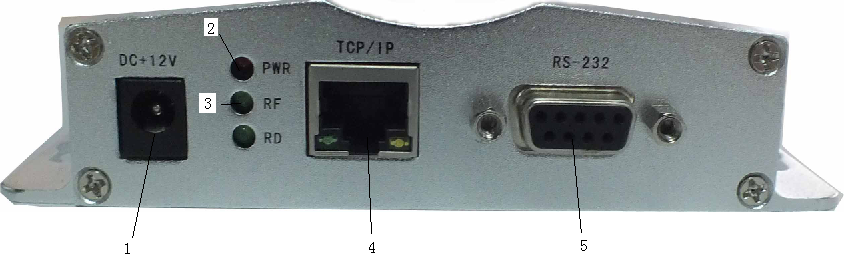 2
TCP/IP
DC+12V
PWR
RS-232
3
RF
RD
1
4
5